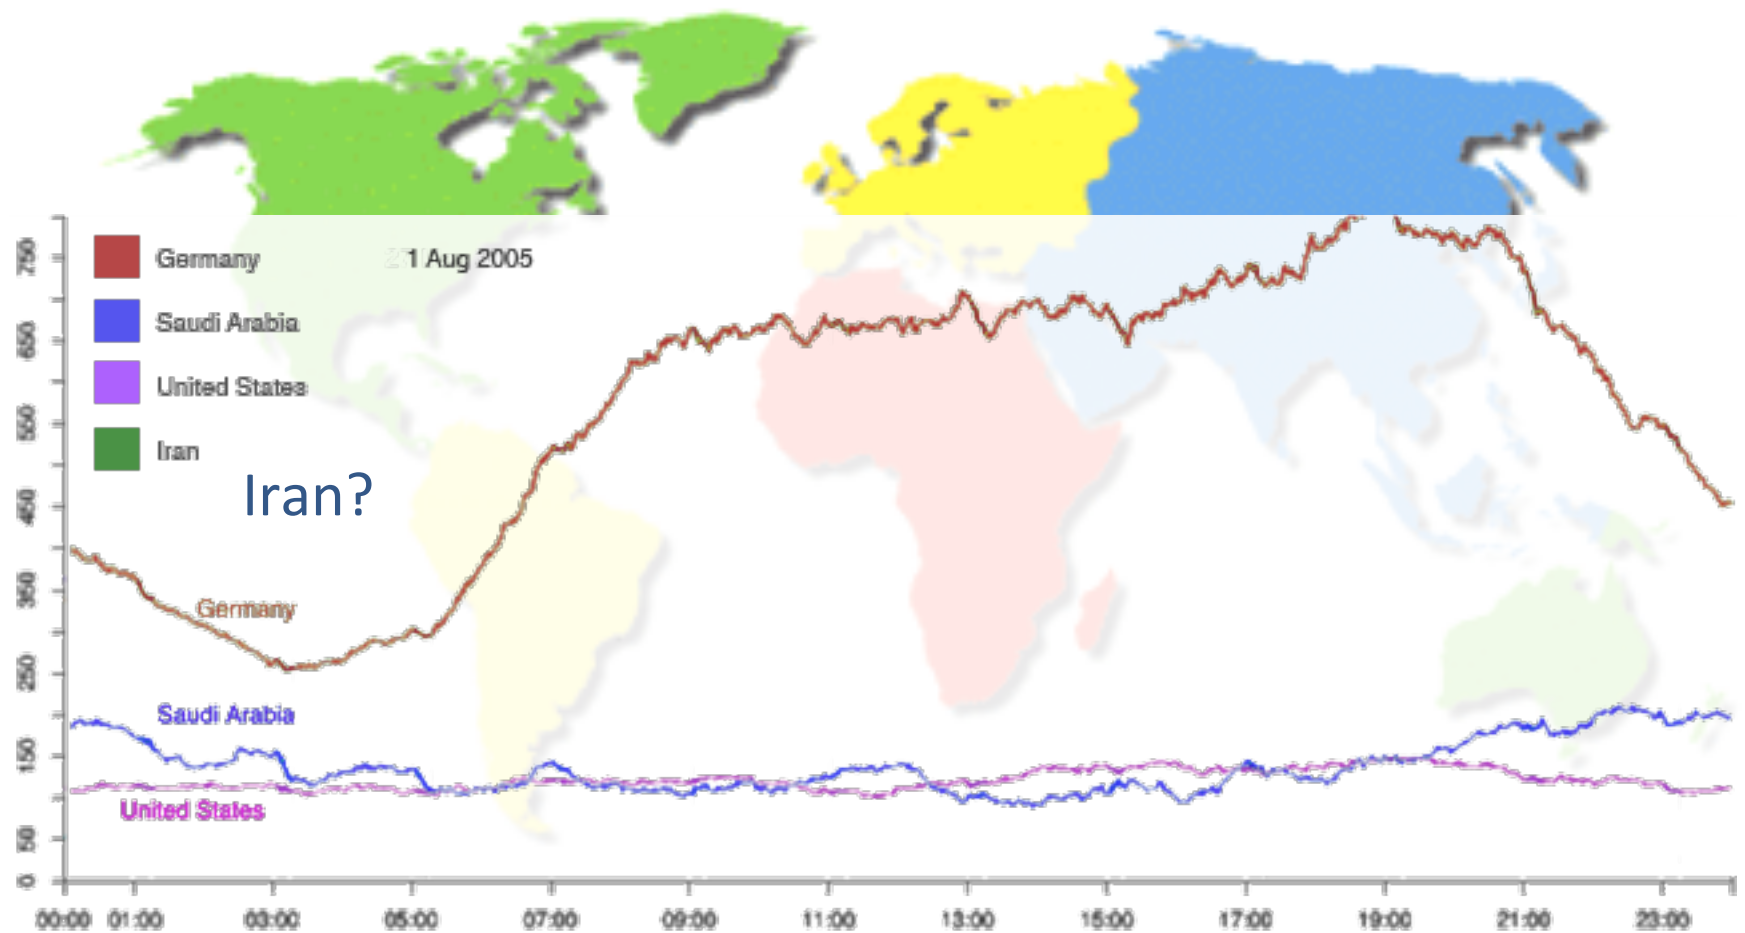 Germany
1 Aug 2005
Saudi Arabia
United States
Iran
Iran?
Germany
Saudi Arabia
United States
750
650
550
450
350
250
150
50
0
00:00 01:00 03:00 05:00 07:00 09:00 11:00 13:00 15:00 17:00 19:00 21:00 23:00